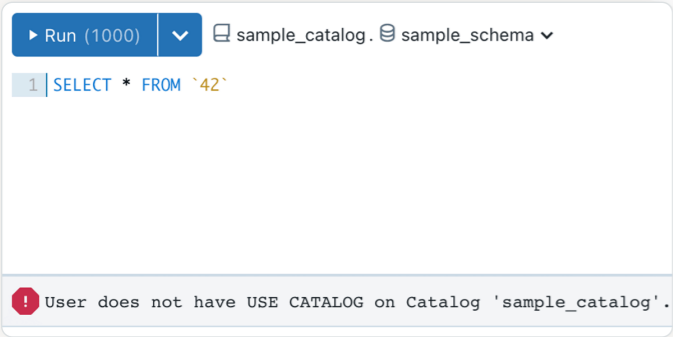 Run (1000) sample_catalog. sample_schema
1 SELECT * FROM `42`
! User does not have USE CATALOG on Catalog 'sample_catalog'.